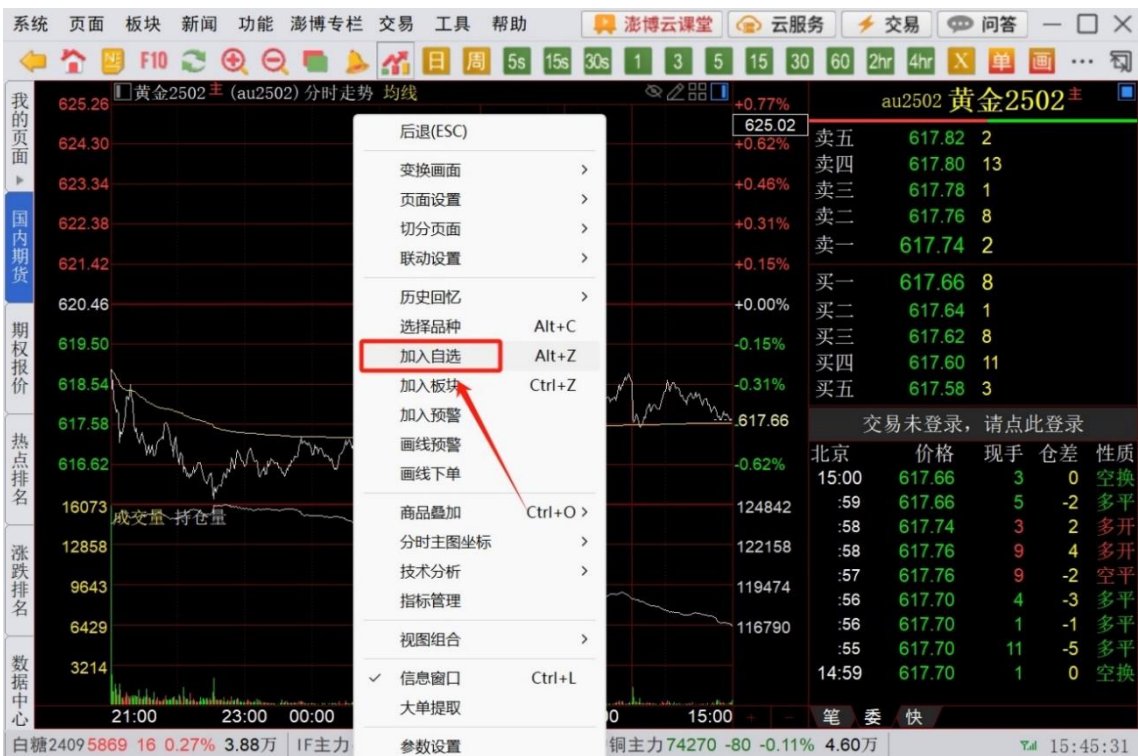 系统 页面 板块 新闻 功能 澎博专栏 交易 工具 帮助 澎博云课堂 云服务 交易 问答
F10 日 周 5s 15s 30s 1 3 5 15 30 60 2hr 4hr X 单 画
我的页面
国内期货
期权报价
热点排名
涨跌排名
数据中心
黄金2502主 (au2502) 分时走势 均线
625.26
624.30
623.34
622.38
621.42
620.46
619.50
618.54
617.58
616.62
16073
12858
9643
6429
3214
成交量 持仓量
21:00 23:00 00:00 15:00
后退(ESC)
变换画面
页面设置
切分页面
联动设置
历史回忆
选择品种 Alt+C
加入自选 Alt+Z
加入板块 Ctrl+Z
加入预警
画线预警
画线下单
商品叠加 Ctrl+O
分时主图坐标
技术分析
指标管理
视图组合
信息窗口 Ctrl+L
大单提取
参数设置
+0.77%
625.02
+0.62%
+0.46%
+0.31%
+0.15%
+0.00%
-0.15%
-0.31%
617.66
-0.62%
124842
122158
119474
116790
au2502 黄金2502主
卖五 617.82 2
卖四 617.80 13
卖三 617.78 1
卖二 617.76 8
卖一 617.74 2
买一 617.66 8
买二 617.64 1
买三 617.62 8
买四 617.60 11
买五 617.58 3
交易未登录，请点此登录
北京 价格 现手 仓差 性质
15:00 617.66 3 0 空换
:59 617.66 5 -2 多平
:58 617.74 3 2 多开
:58 617.76 9 4 多开
:57 617.76 9 -2 空平
:56 617.70 4 -3 多平
:56 617.70 1 -1 多平
:55 617.70 11 -5 多平
14:59 617.70 1 0 空换
笔 委 快
白糖2409 5869 16 0.27% 3.88万 IF主力 铜主力 74270 -80 -0.11% 4.60万 15:45:31